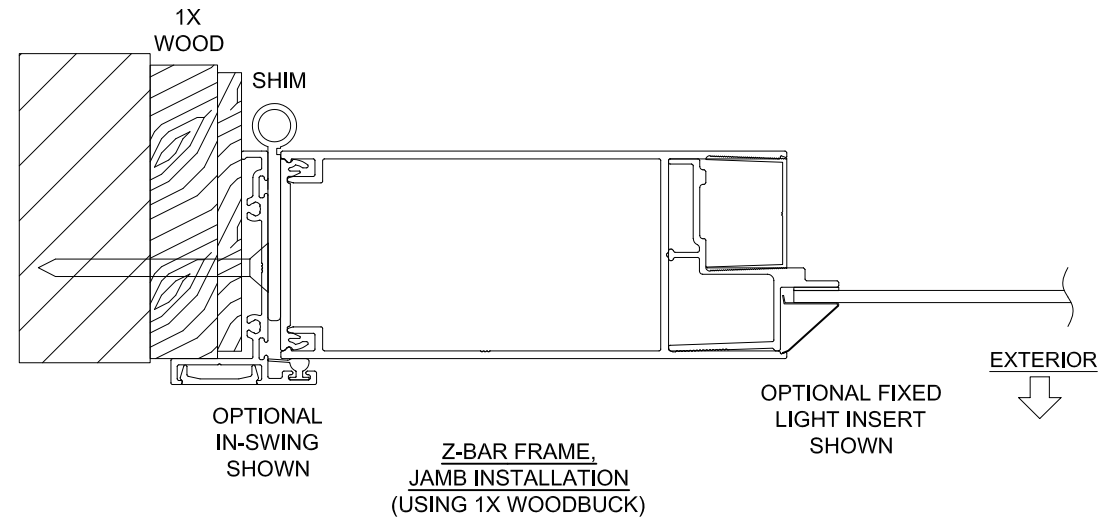 1X
WOOD
SHIM
EXTERIOR
OPTIONAL
IN-SWING
SHOWN
Z-BAR FRAME,
JAMB INSTALLATION
(USING 1X WOODBUCK)
OPTIONAL FIXED
LIGHT INSERT
SHOWN